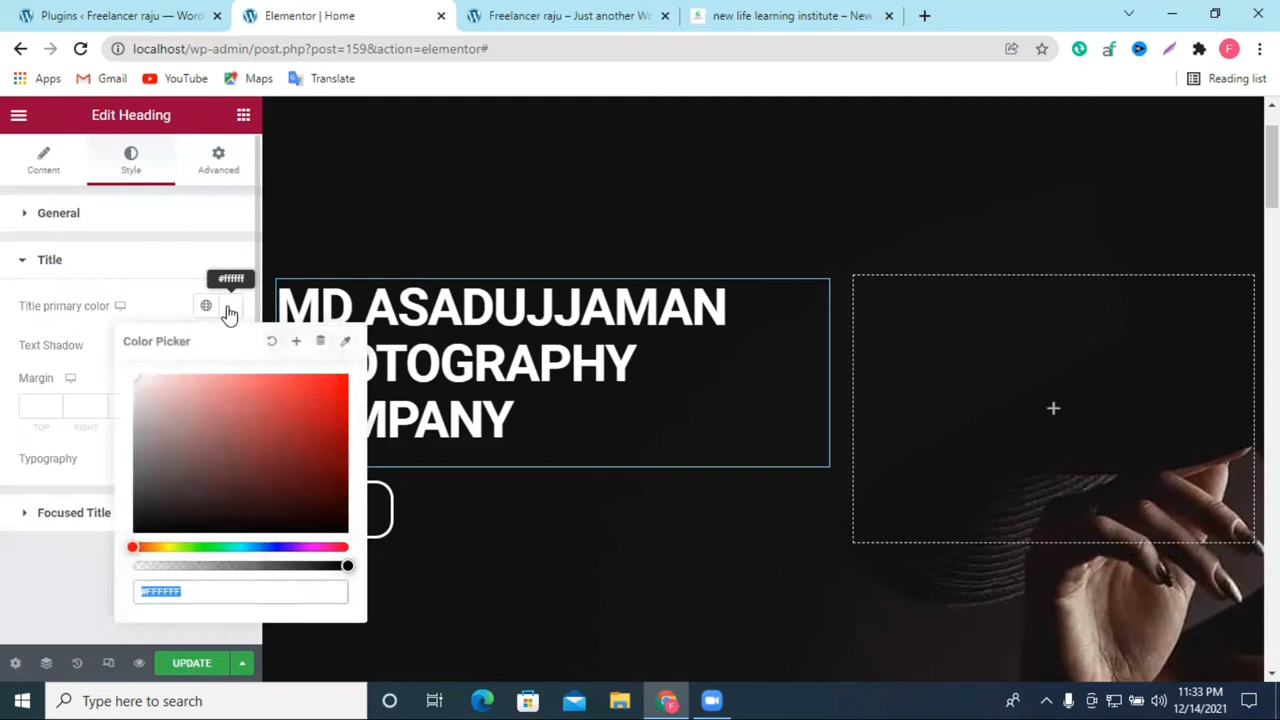 Plugins ‹ Freelancer raju — Word
Elementor | Home
Freelancer raju – Just another Wo
new life learning institute – New
localhost/wp-admin/post.php?post=159&action=elementor#
Apps
Gmail
YouTube
Maps
Translate
Reading list
Edit Heading
Content
Style
Advanced
General
Title
#ffffff
Title primary color
Text Shadow
Margin
TOP
RIGHT
Typography
Focused Title
Color Picker
#FFFFFF
MD ASADUJJAMAN
OTOGRAPHY
MPANY
UPDATE
Type here to search
11:33 PM
12/14/2021